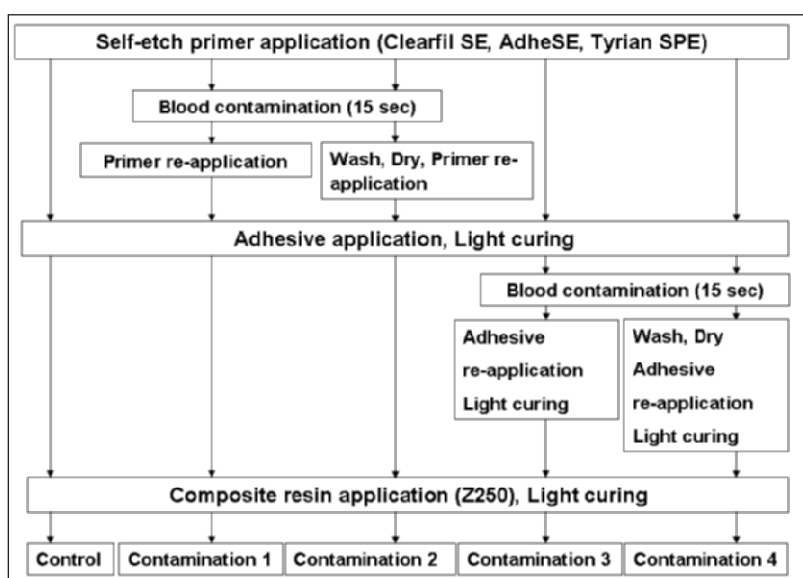 Self-etch primer application (Clearfil SE, AdheSE, Tyrian SPE)
Blood contamination (15 sec)
Primer re-application
Wash, Dry, Primer re-
application
Adhesive application, Light curing
Blood contamination (15 sec)
Adhesive
re-application
Light curing
Wash, Dry
Adhesive
re-application
Light curing
Composite resin application (Z250), Light curing
Control
Contamination 1
Contamination 2
Contamination 3
Contamination 4